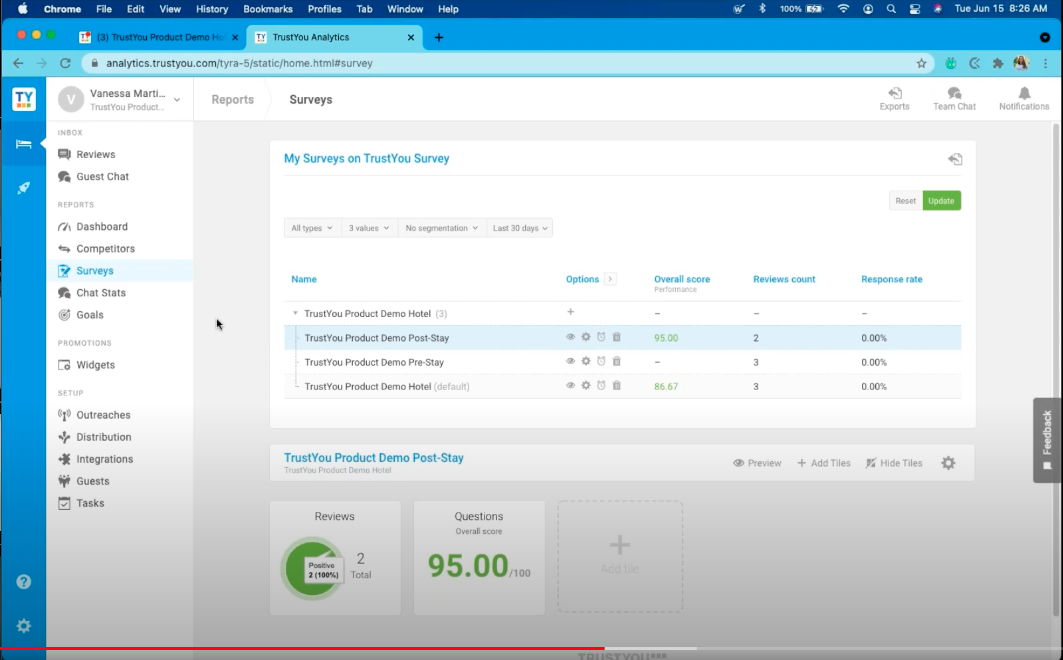 Chrome File Edit View History Bookmarks Profiles Tab Window Help 100% Tue Jun 15 8:26 AM
(3) TrustYou Product Demo Ho × TY TrustYou Analytics × +
analytics.trustyou.com/tyra-5/static/home.html#survey
TY V Vanessa Marti... Reports Surveys Exports Team Chat Notifications
TrustYou Product...
INBOX
Reviews
Guest Chat
REPORTS
Dashboard
Competitors
Surveys
Chat Stats
Goals
PROMOTIONS
Widgets
SETUP
Outreaches
Distribution
Integrations
Guests
Tasks
?
My Surveys on TrustYou Survey
Reset Update
All types 3 values No segmentation Last 30 days
Name Options > Overall score Reviews count Response rate
Performance
TrustYou Product Demo Hotel (3) + – – –
TrustYou Product Demo Post-Stay 95.00 2 0.00%
TrustYou Product Demo Pre-Stay – 3 0.00%
TrustYou Product Demo Hotel (default) 86.67 3 0.00%
Feedback
TrustYou Product Demo Post-Stay Preview + Add Tiles Hide Tiles
TrustYou Product Demo Hotel
Reviews
Positive
2 (100%)
2
Total
Questions
Overall score
95.00/100
+
Add tile
TRUSTYOU